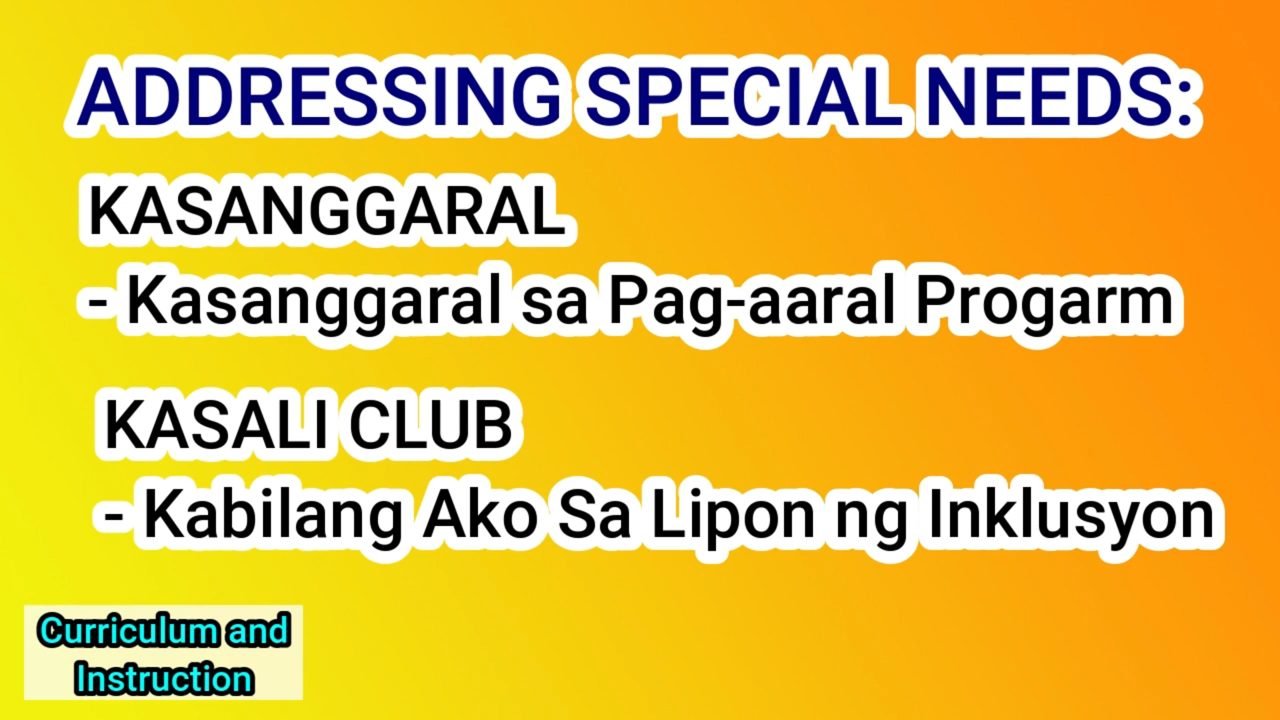 ADDRESSING SPECIAL NEEDS:
KASANGGARAL
- Kasanggaral sa Pag-aaral Progarm
KASALI CLUB
- Kabilang Ako Sa Lipon ng Inklusyon
Curriculum and
Instruction